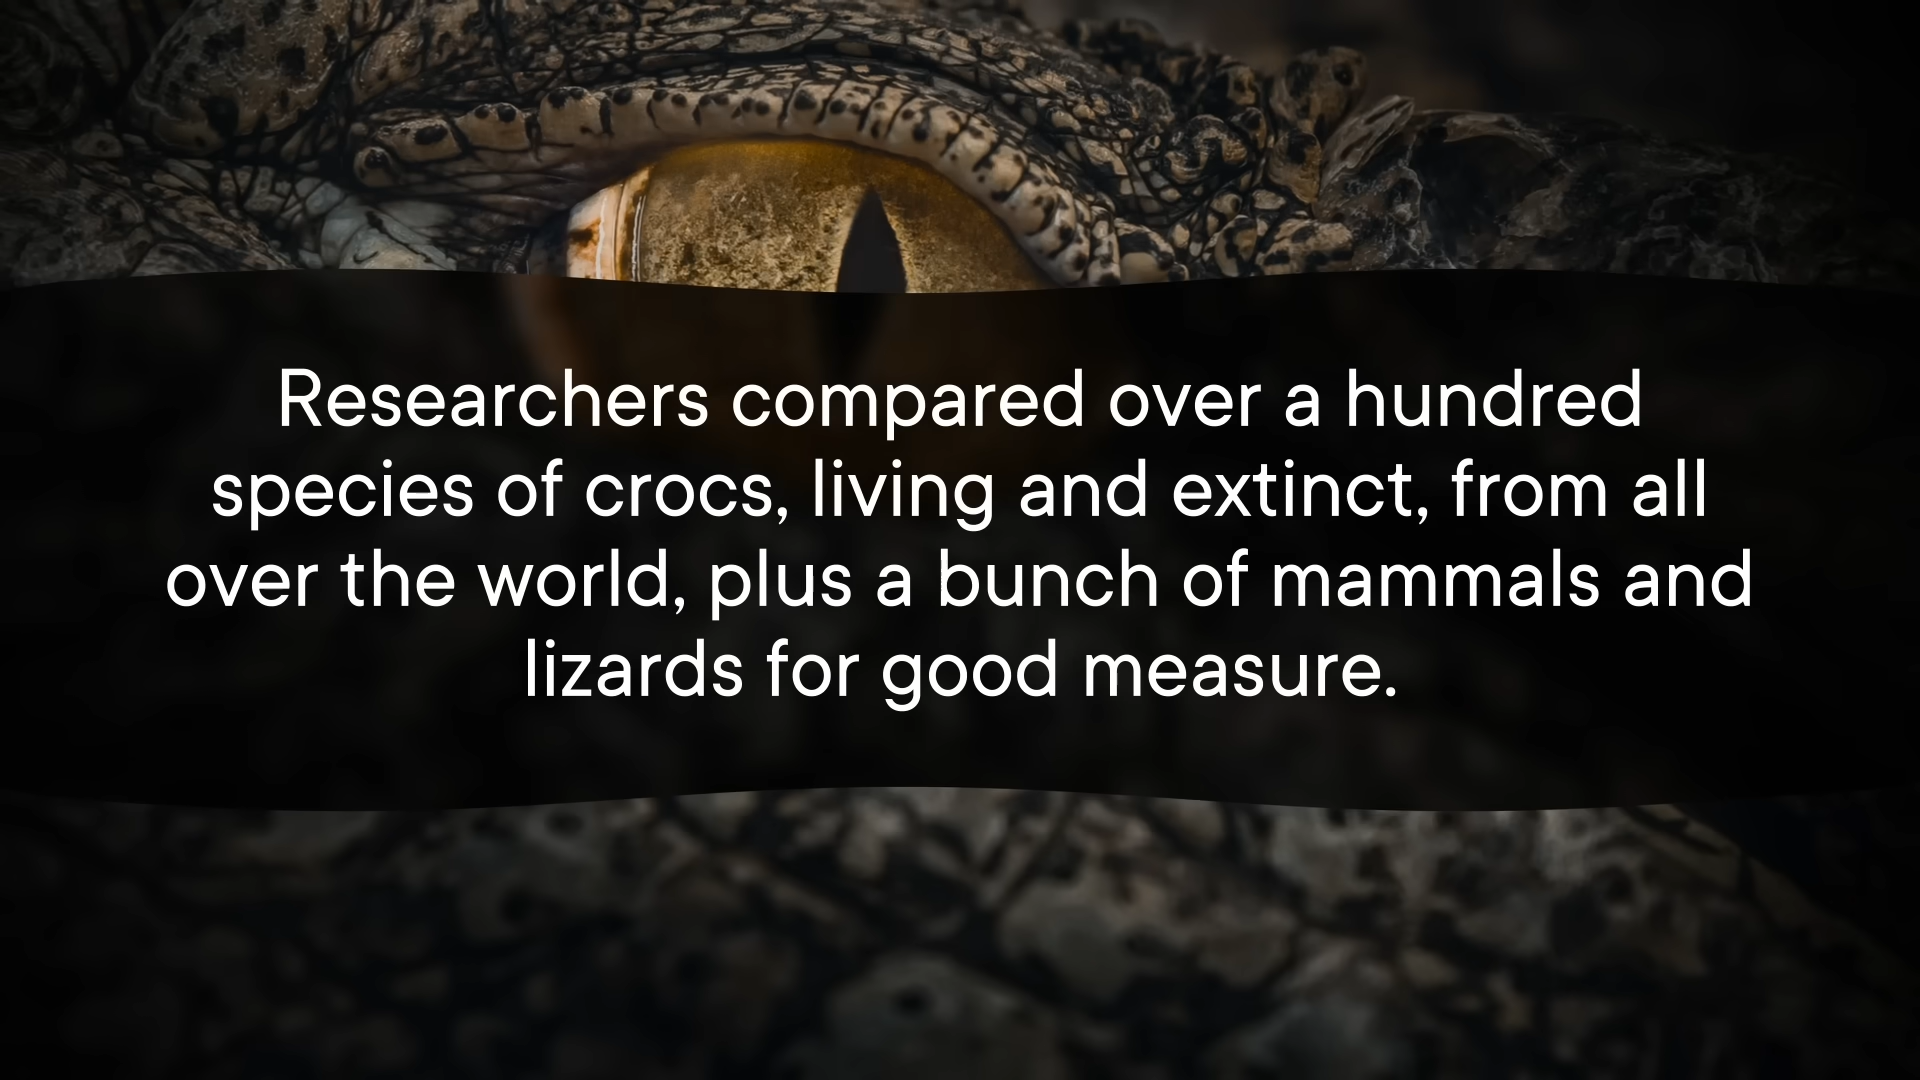 Researchers compared over a hundred
species of crocs, living and extinct, from all
over the world, plus a bunch of mammals and
lizards for good measure.